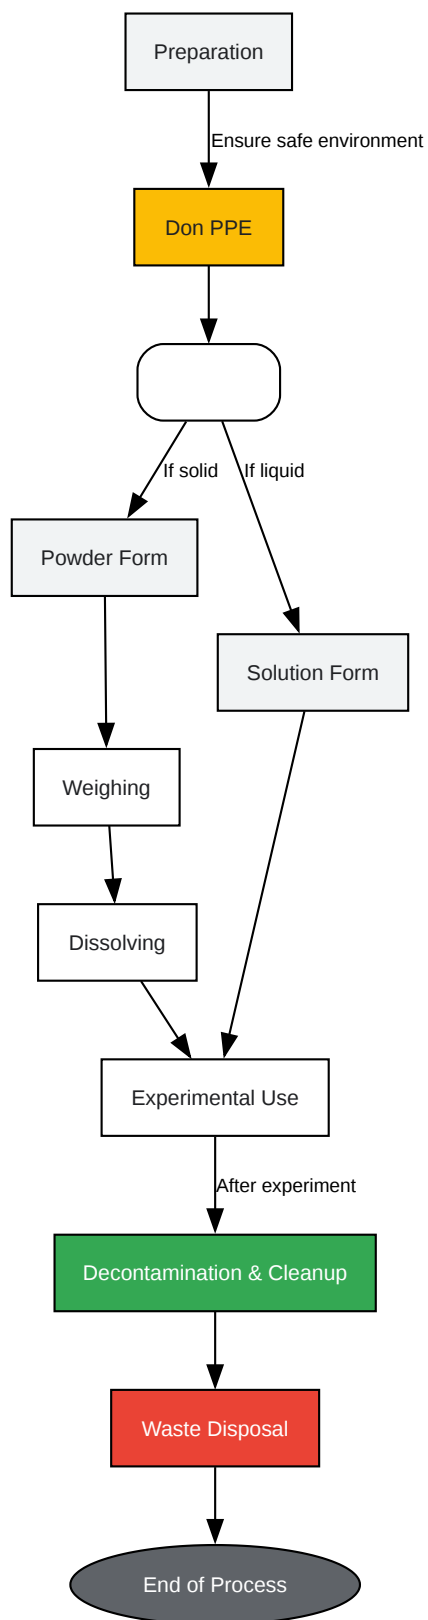 Preparation
Ensure safe environment
Don PPE
If solid
If liquid
Powder Form
Solution Form
Weighing
Dissolving
Experimental Use
After experiment
Decontamination & Cleanup
Waste Disposal
End of Process